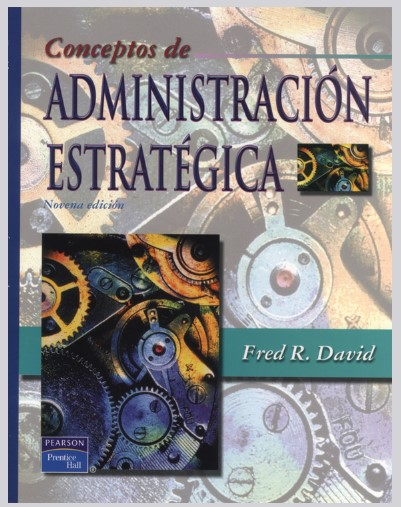 Conceptos de
ADMINISTRACIÓN
ESTRATÉGICA
Novena edición
Fred R. David
PEARSON
Prentice
Hall
®